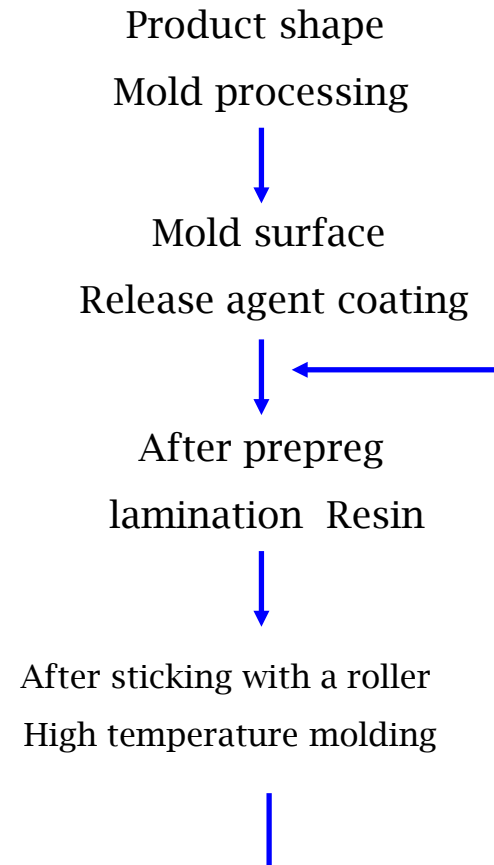 Product shape
Mold processing
Mold surface
Release agent coating
After prepreg
lamination Resin
After sticking with a roller
High temperature molding